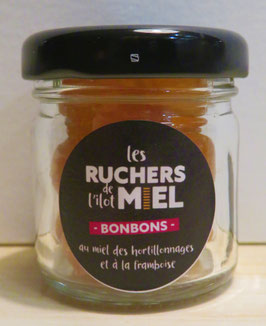 les
RUCHERS
de
l'ilot MIEL
- BONBONS -
au miel des hortillonnages
et à la framboise